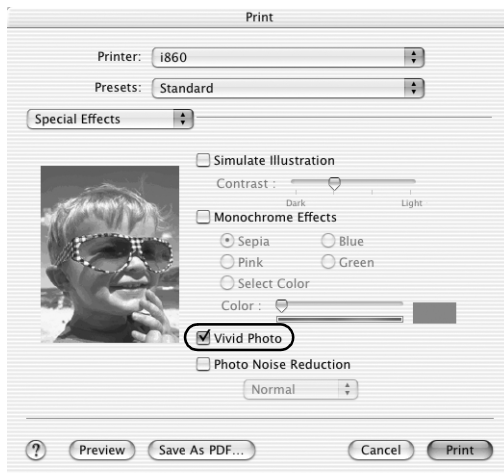 Print
Printer: i860
Presets: Standard
Special Effects
Simulate Illustration
Contrast :
Dark Light
Monochrome Effects
Sepia Blue
Pink Green
Select Color
Color :
Vivid Photo
Photo Noise Reduction
Normal
? Preview Save As PDF... Cancel Print